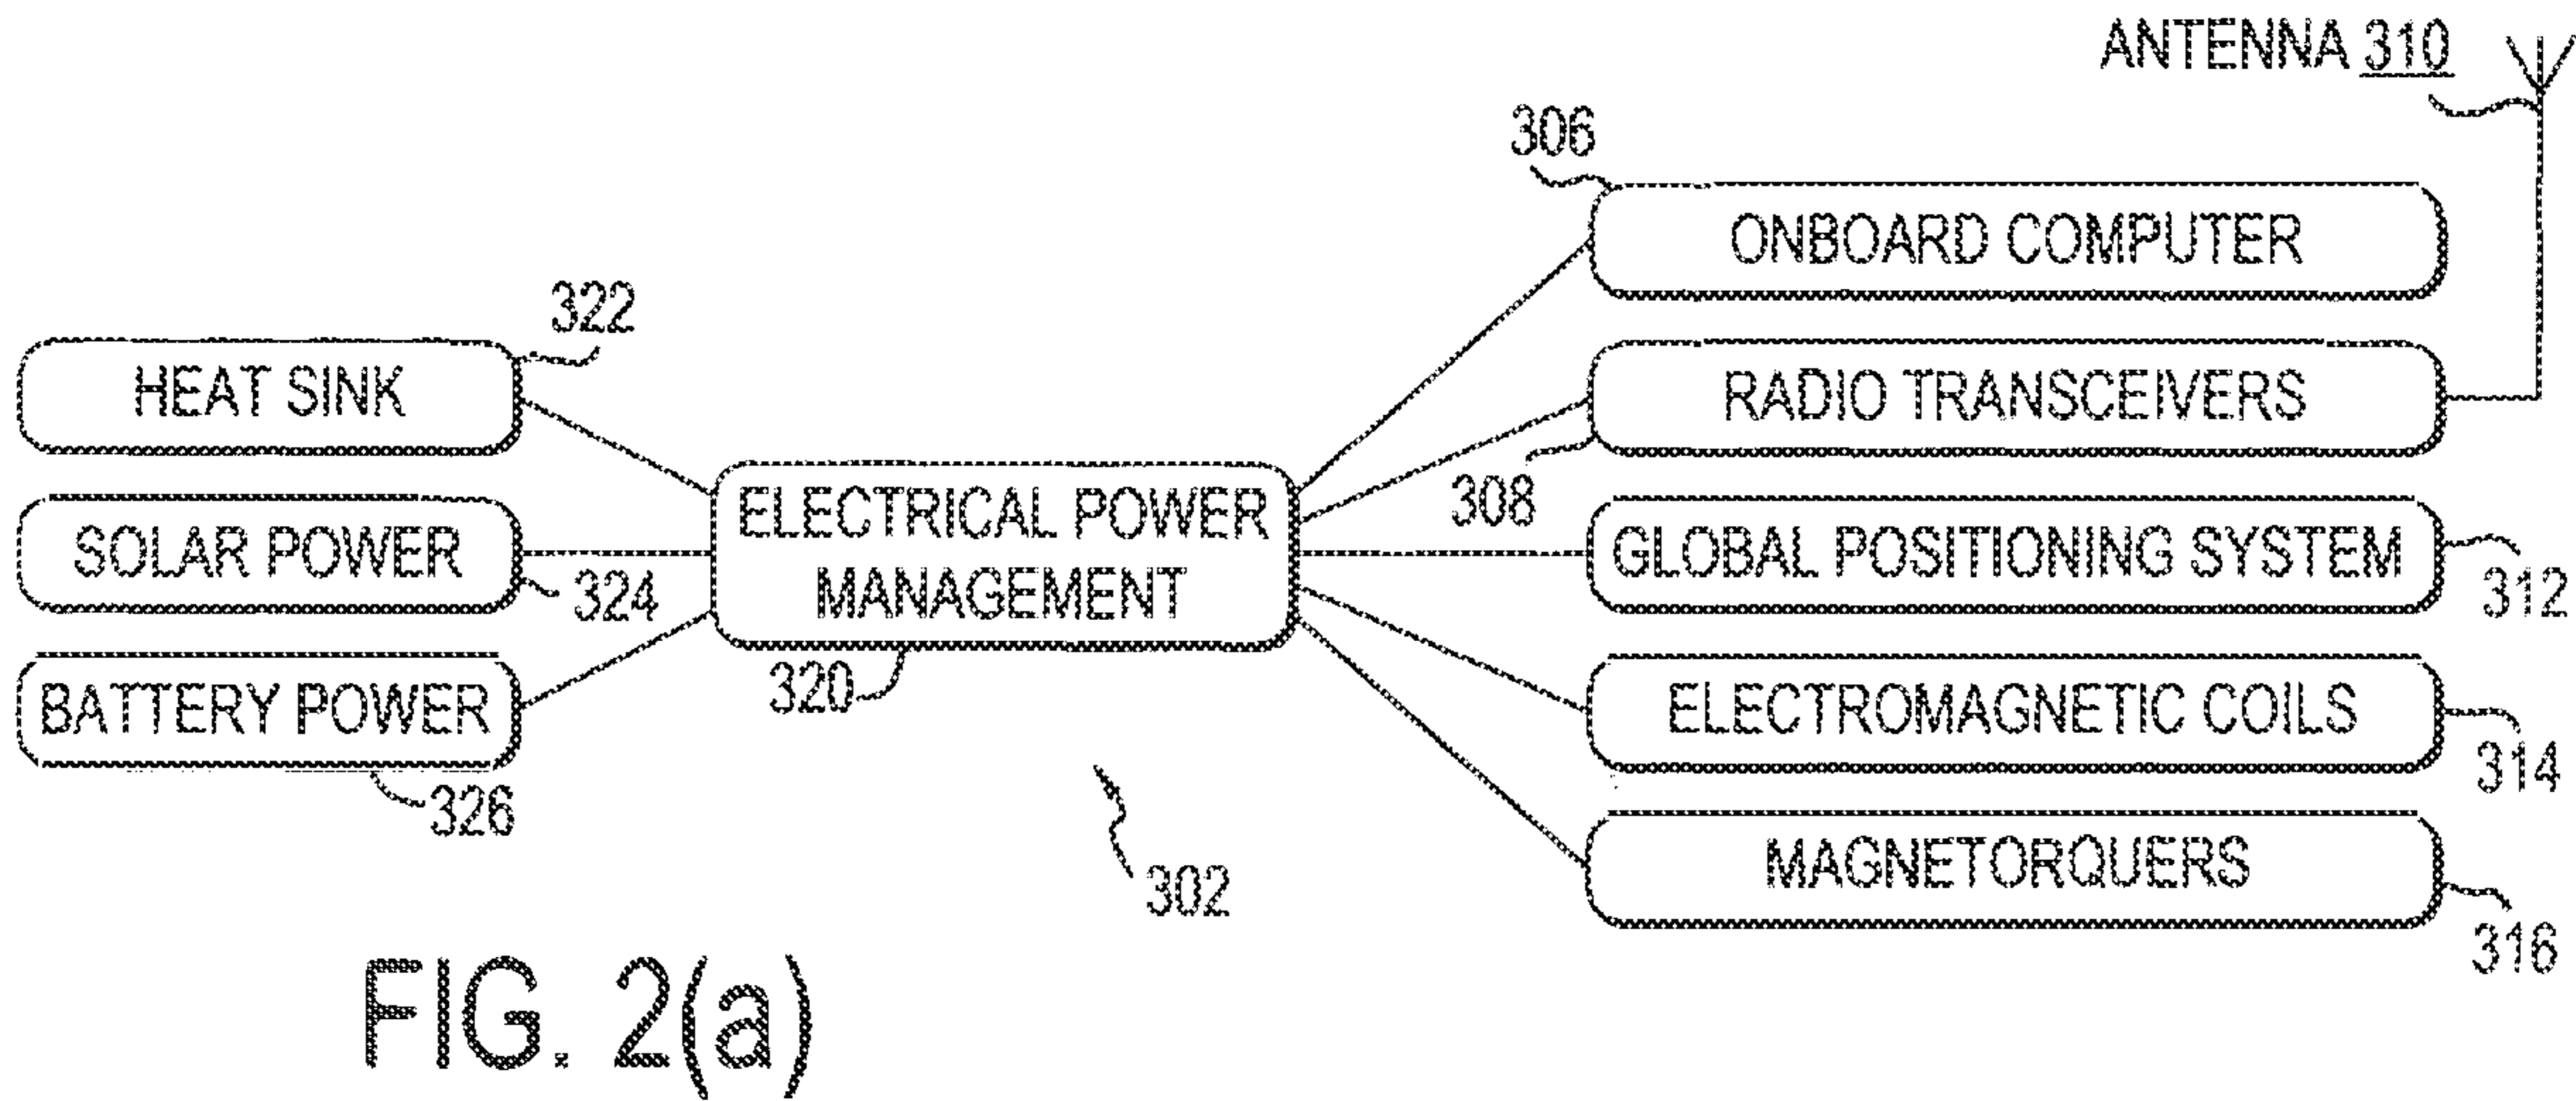 ANTENNA 310
306
ONBOARD COMPUTER
322
HEAT SINK
RADIO TRANSCEIVERS
308
ELECTRICAL POWER
MANAGEMENT
SOLAR POWER
324
GLOBAL POSITIONING SYSTEM
312
320
BATTERY POWER
326
ELECTROMAGNETIC COILS
314
302
MAGNETORQUERS
316
FIG. 2(a)